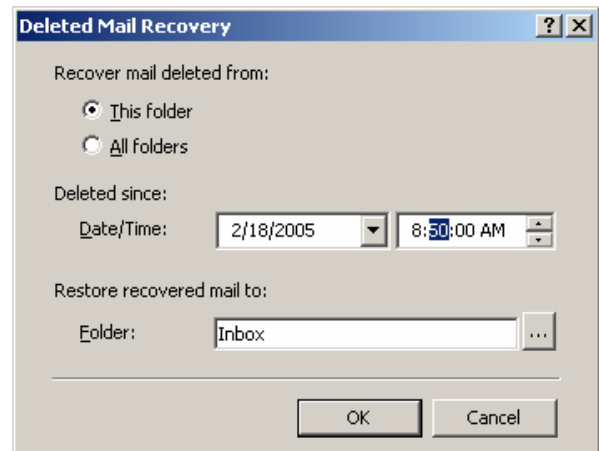 Deleted Mail Recovery
Recover mail deleted from:
This folder
All folders
Deleted since:
Date/Time: 2/18/2005 8:50:00 AM
Restore recovered mail to:
Folder: Inbox ...
OK Cancel